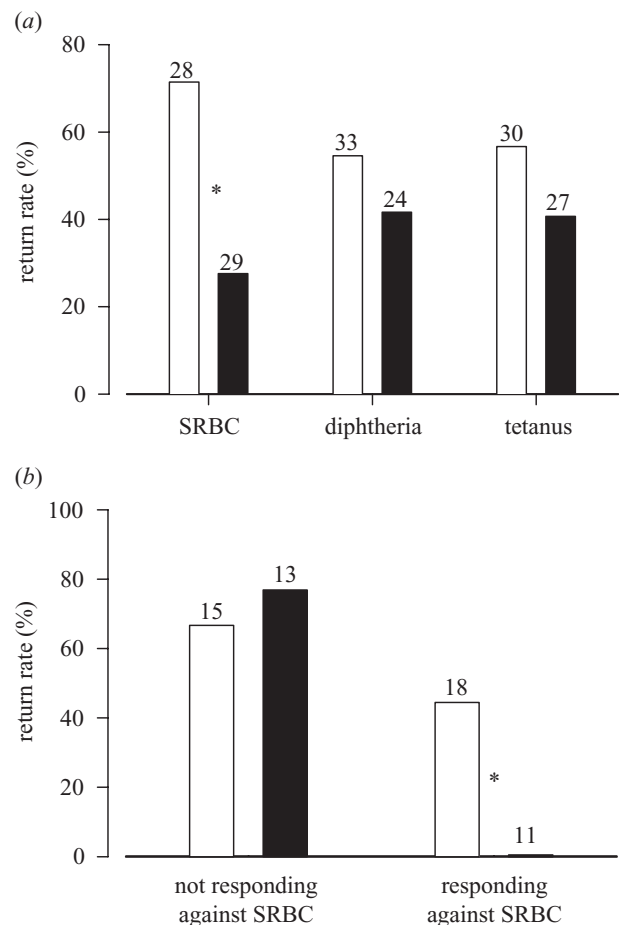 (a)
80
60
40
20
0
return rate (%)
28
29
33
24
30
27
*
SRBC
diphtheria
tetanus
(b)
100
80
60
40
20
0
return rate (%)
15
13
18
11
*
not responding
against SRBC
responding
against SRBC